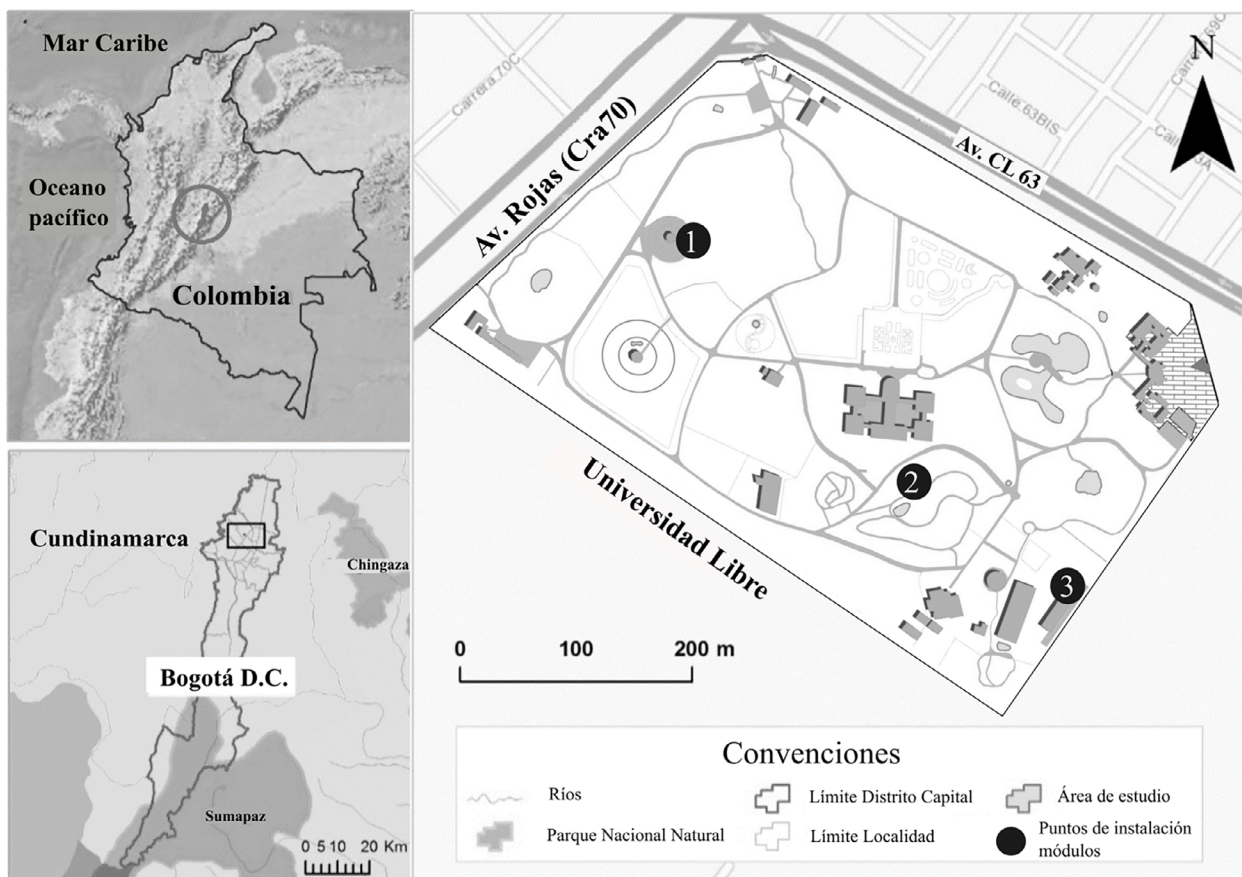 Mar Caribe
Oceano
pacífico
Colombia
Cundinamarca
Chingaza
Bogotá D.C.
Sumapaz
0 5 10 20 Km
N
Carrera.70C
Av. Rojas (Cra70)
Av. CL 63
Calle.63BIS
Carrera.69C
1
2
3
Universidad Libre
0 100 200 m
Convenciones
Ríos
Parque Nacional Natural
Límite Distrito Capital
Límite Localidad
Área de estudio
Puntos de instalación
módulos